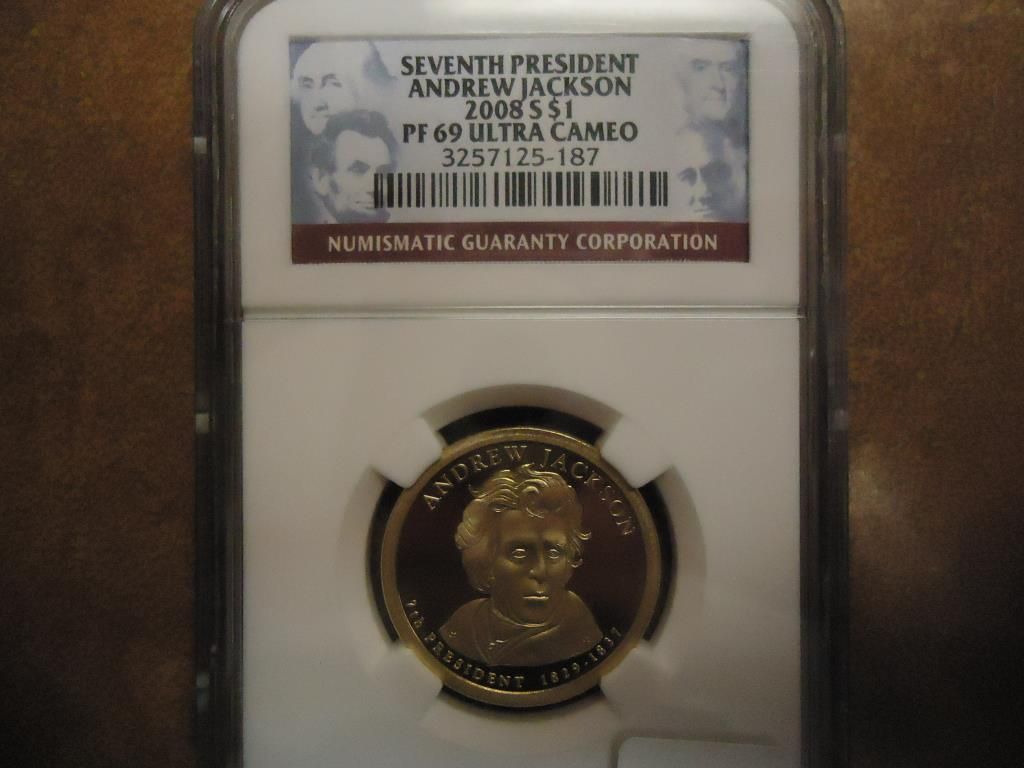 SEVENTH PRESIDENT
ANDREW JACKSON
2008 S $1
PF 69 ULTRA CAMEO
3257125-187
NUMISMATIC GUARANTY CORPORATION
ANDREW JACKSON
7th PRESIDENT 1829-1837